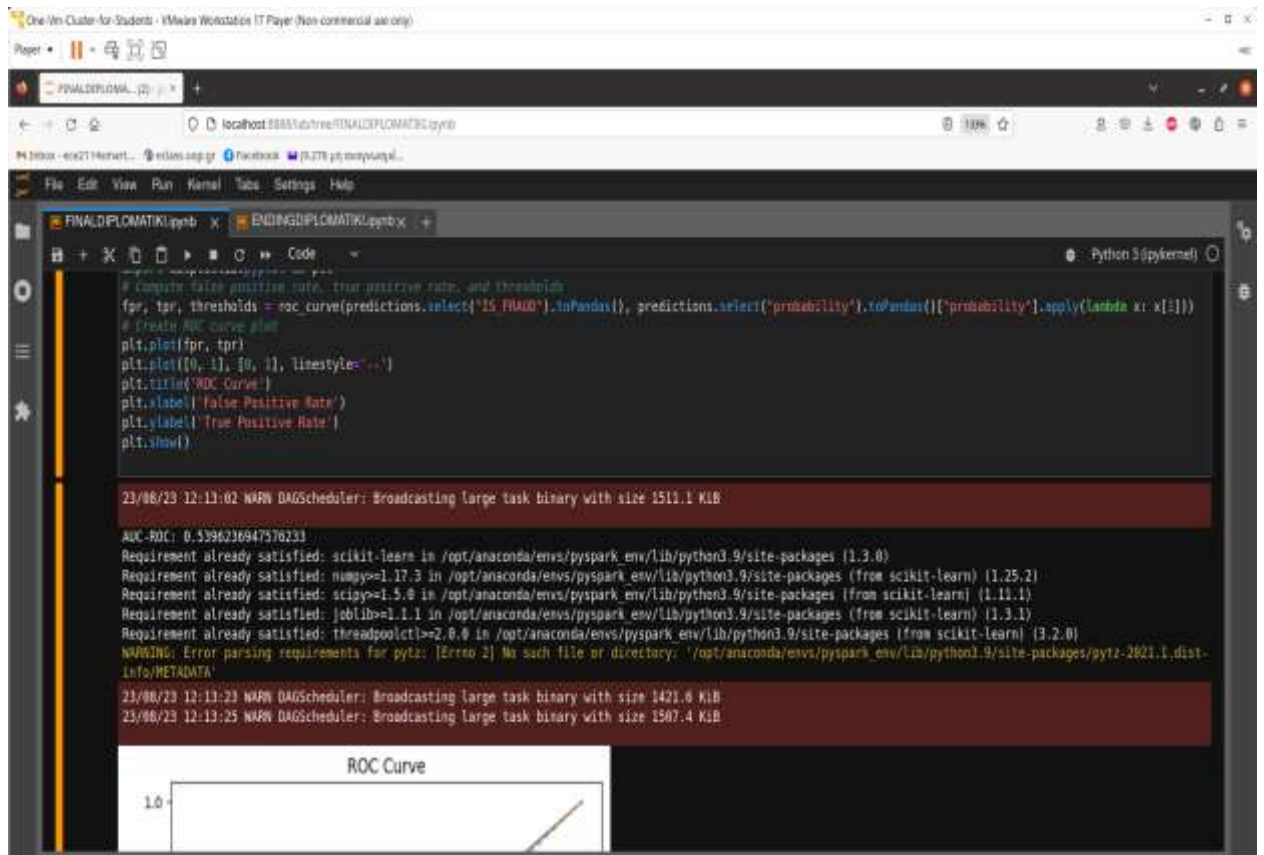 One-Vm-Cluster-for-Students - VMware Workstation 17 Player (Non-commercial use only)
Player
FINALDIPLOMA... (2) -
localhost:8888/lab/tree/FINALDIPLOMATIKI.ipynb
Inbox - eclass.uop.gr Facebook
File Edit View Run Kernel Tabs Settings Help
FINALDIPLOMATIKI.ipynb ENDINGDIPLOMATIKI.ipynb
Code Python 3 (ipykernel)
# Compute false positive rate, true positive rate, and thresholds
fpr, tpr, thresholds = roc_curve(predictions.select("IS_FRAUD").toPandas(), predictions.select("probability").toPandas()["probability"].apply(lambda x: x[1]))
# Create ROC curve plot
plt.plot(fpr, tpr)
plt.plot([0, 1], [0, 1], linestyle='--')
plt.title('ROC Curve')
plt.xlabel('False Positive Rate')
plt.ylabel('True Positive Rate')
plt.show()
23/08/23 12:13:02 WARN DAGScheduler: Broadcasting large task binary with size 1511.1 KiB
AUC-ROC: 0.5396236947576233
Requirement already satisfied: scikit-learn in /opt/anaconda/envs/pyspark_env/lib/python3.9/site-packages (1.3.0)
Requirement already satisfied: numpy>=1.17.3 in /opt/anaconda/envs/pyspark_env/lib/python3.9/site-packages (from scikit-learn) (1.25.2)
Requirement already satisfied: scipy>=1.5.0 in /opt/anaconda/envs/pyspark_env/lib/python3.9/site-packages (from scikit-learn) (1.11.1)
Requirement already satisfied: joblib>=1.1.1 in /opt/anaconda/envs/pyspark_env/lib/python3.9/site-packages (from scikit-learn) (1.3.1)
Requirement already satisfied: threadpoolctl>=2.0.0 in /opt/anaconda/envs/pyspark_env/lib/python3.9/site-packages (from scikit-learn) (3.2.0)
WARNING: Error parsing requirements for pytz: [Errno 2] No such file or directory: '/opt/anaconda/envs/pyspark_env/lib/python3.9/site-packages/pytz-2021.1.dist-
info/METADATA'
23/08/23 12:13:23 WARN DAGScheduler: Broadcasting large task binary with size 1421.6 KiB
23/08/23 12:13:25 WARN DAGScheduler: Broadcasting large task binary with size 1507.4 KiB
ROC Curve
1.0